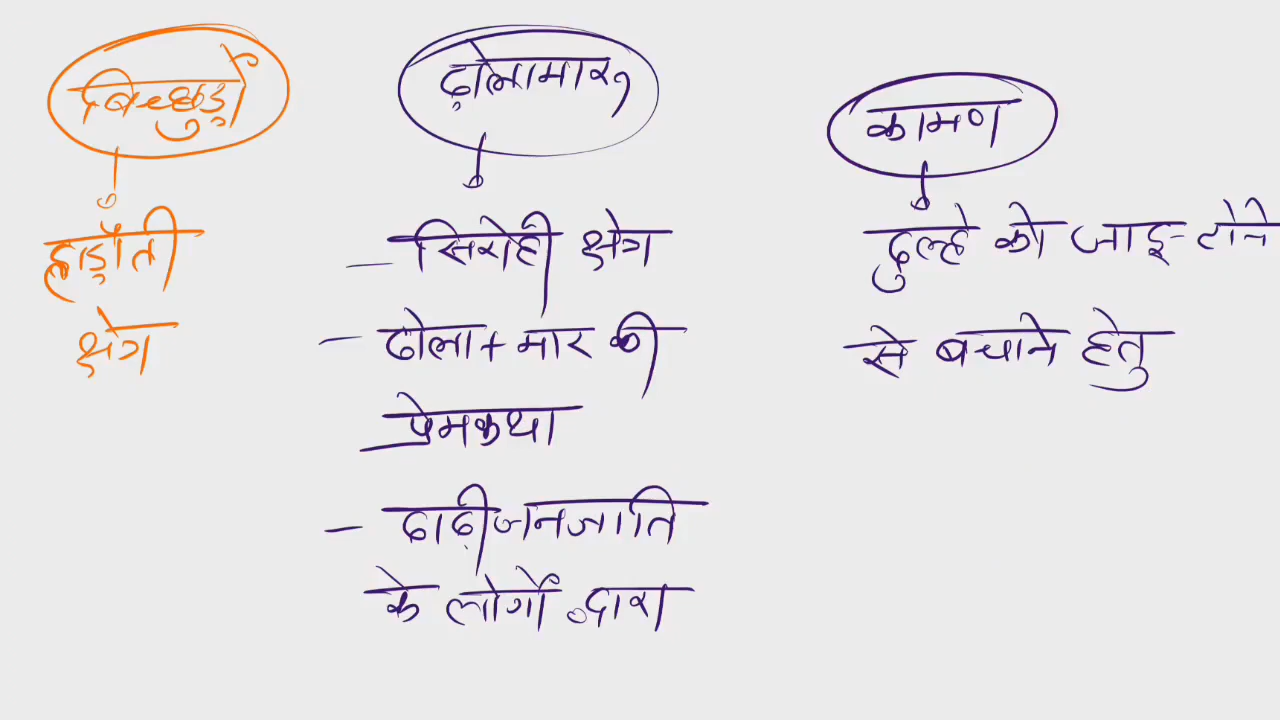 बिच्छुड़ो
हाड़ौती
क्षेत्र
ढ़ोलामारू
- सिरोही क्षेत्र
- ढोला + मारू की
प्रेमकथा
- ढाढ़ी जनजाति
के लोगों द्वारा
कामण
दुल्हे को जादू-टोने
से बचाने हेतु